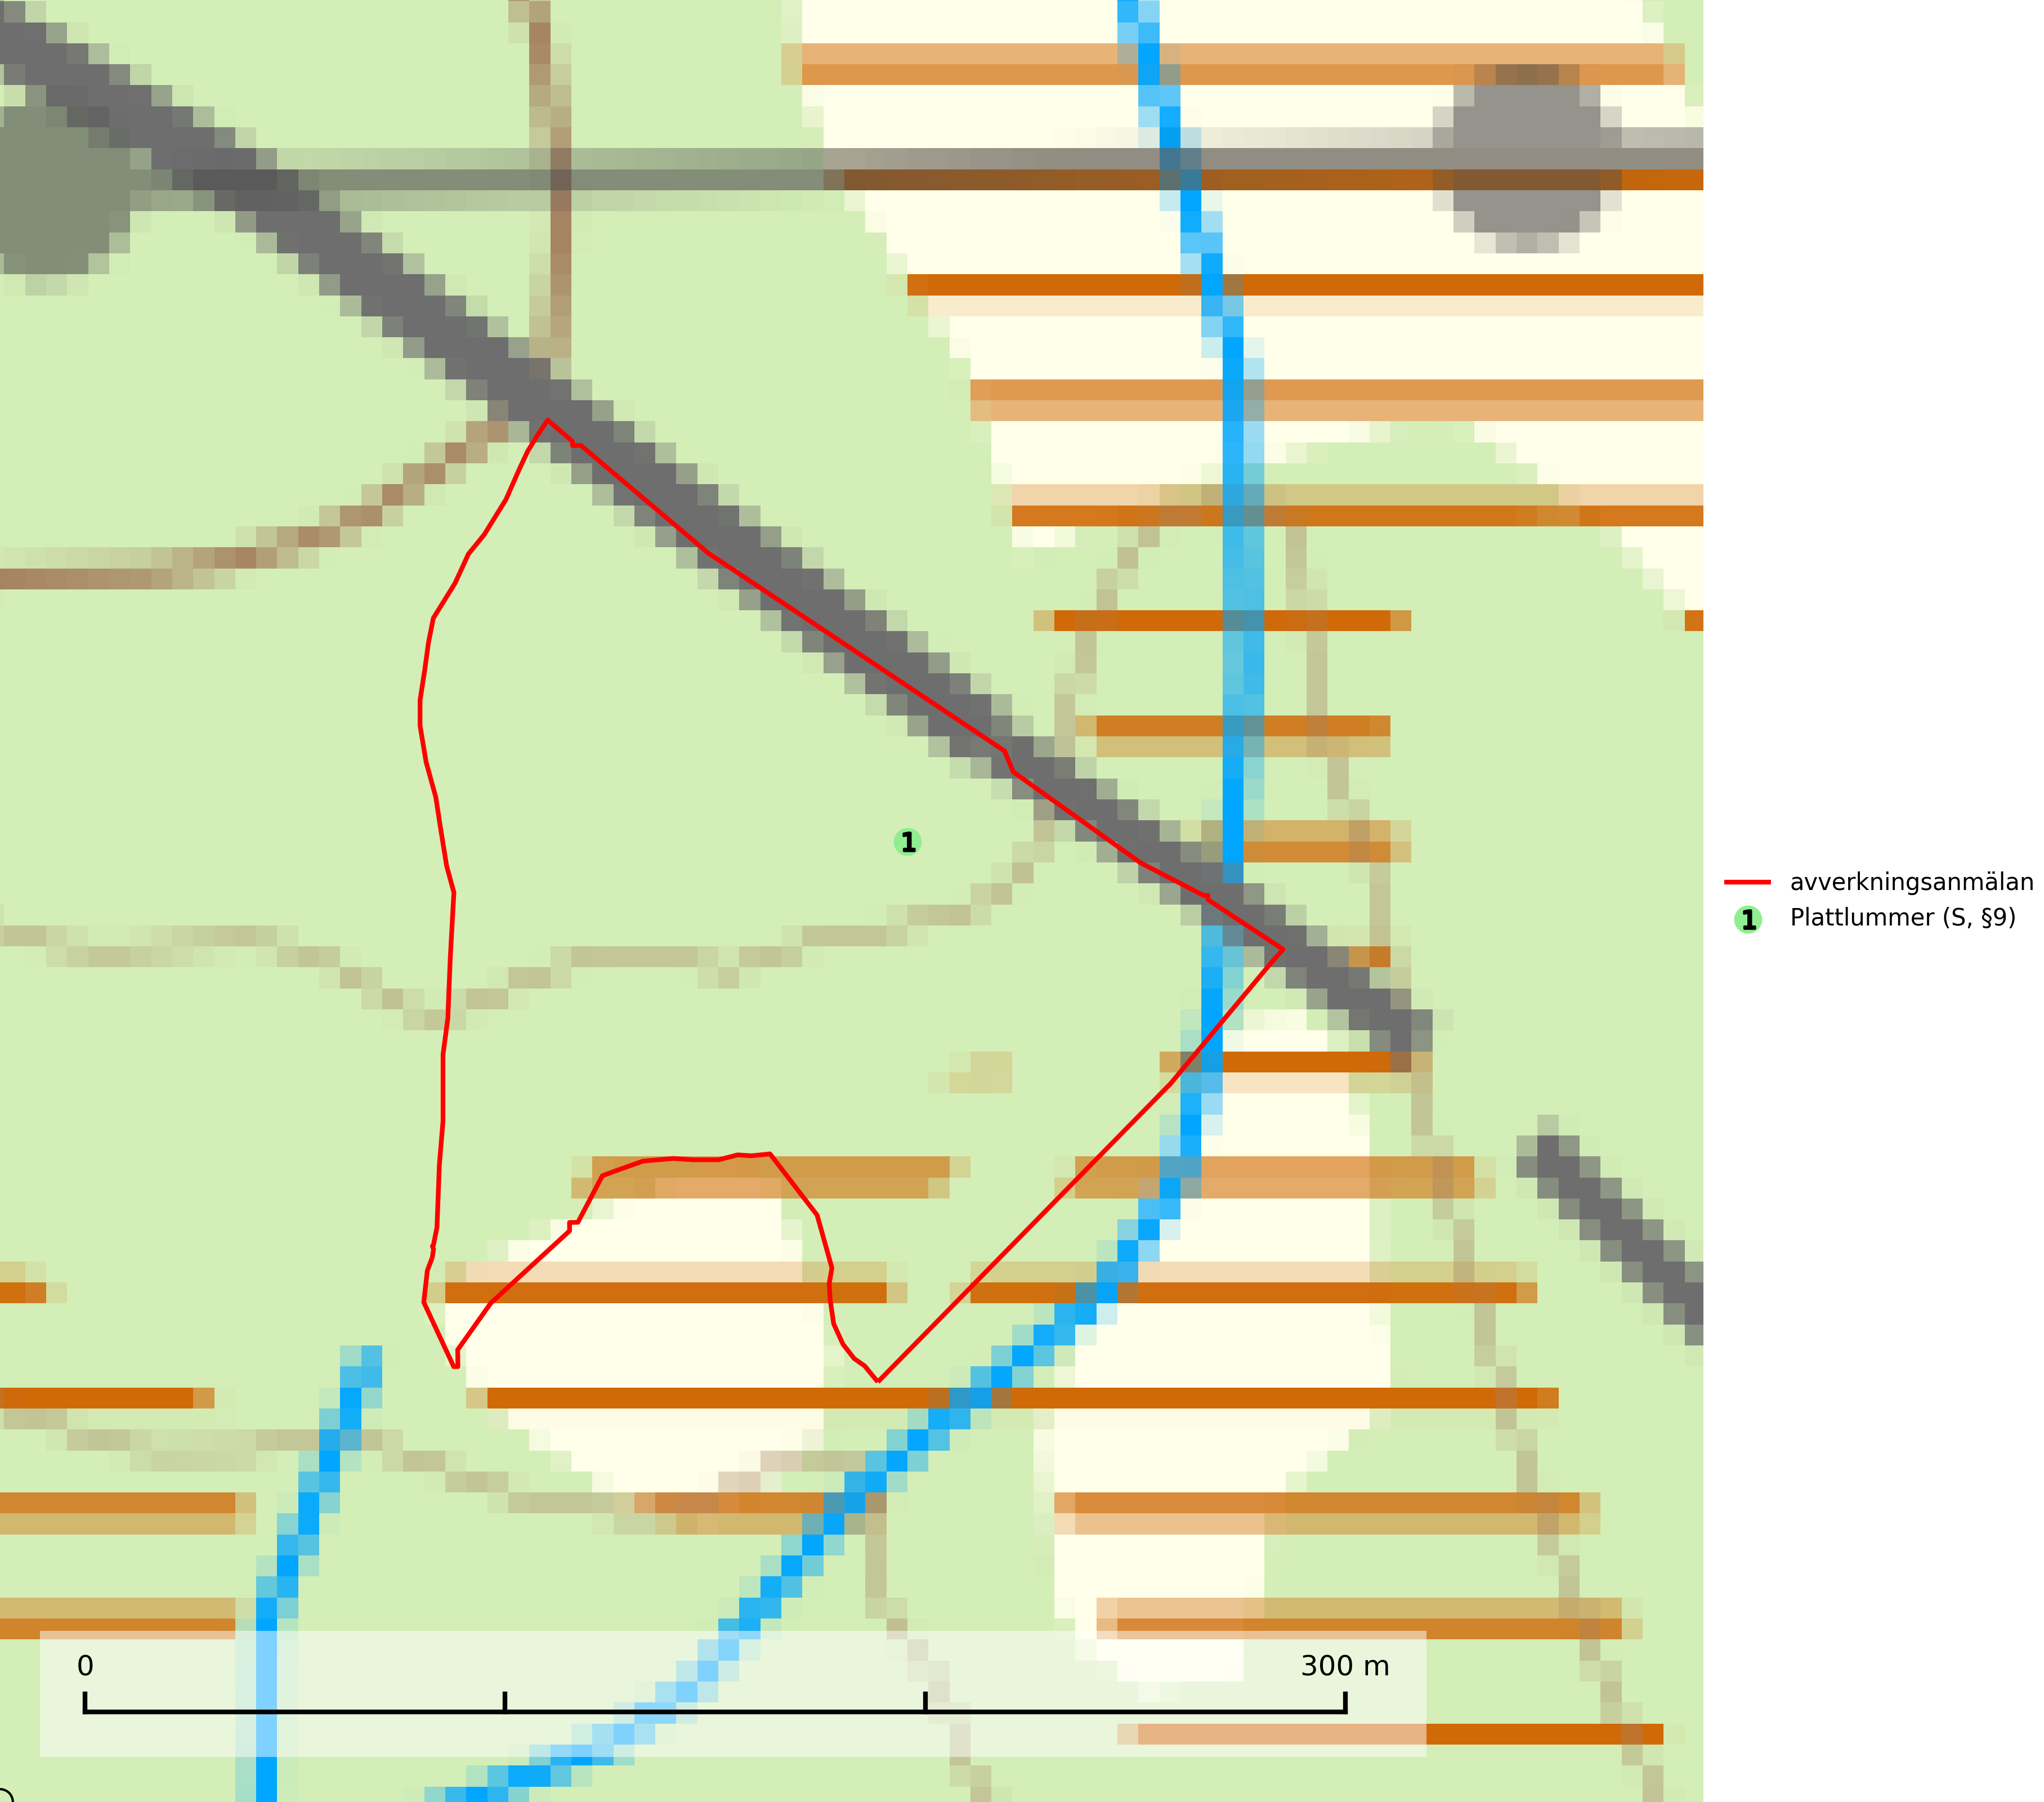 1
avverkningsanmälan
1 Plattlummer (S, §9)
0 300 m